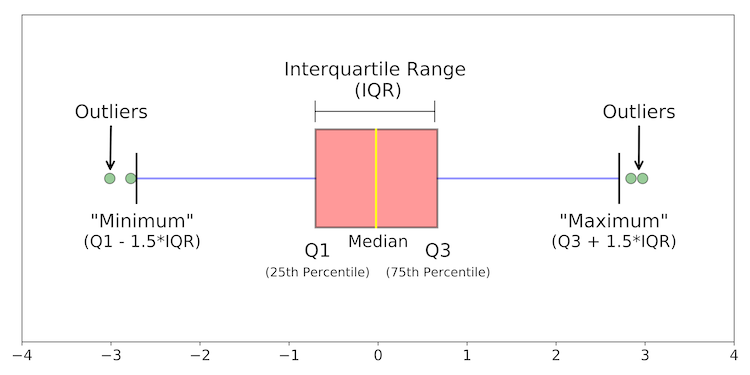 Interquartile Range
(IQR)
Outliers
Outliers
"Minimum"
(Q1 - 1.5*IQR)
"Maximum"
(Q3 + 1.5*IQR)
Median
Q1
Q3
(25th Percentile)
(75th Percentile)
−4
−3
−2
−1
0
1
2
3
4